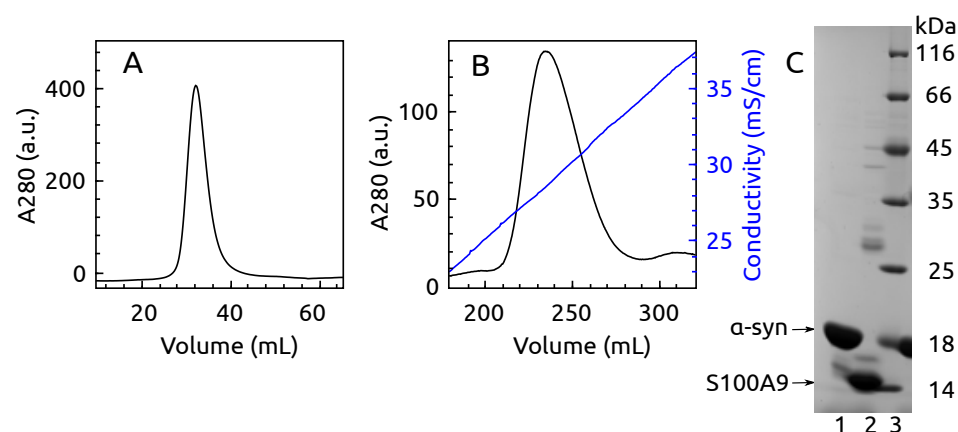 A
A280 (a.u.)
400
200
0
20 40 60
Volume (mL)
B
A280 (a.u.)
100
50
0
200 250 300
Volume (mL)
35
30
25
Conductivity (mS/cm)
C
kDa
116
66
45
35
25
18
14
α-syn
S100A9
1 2 3